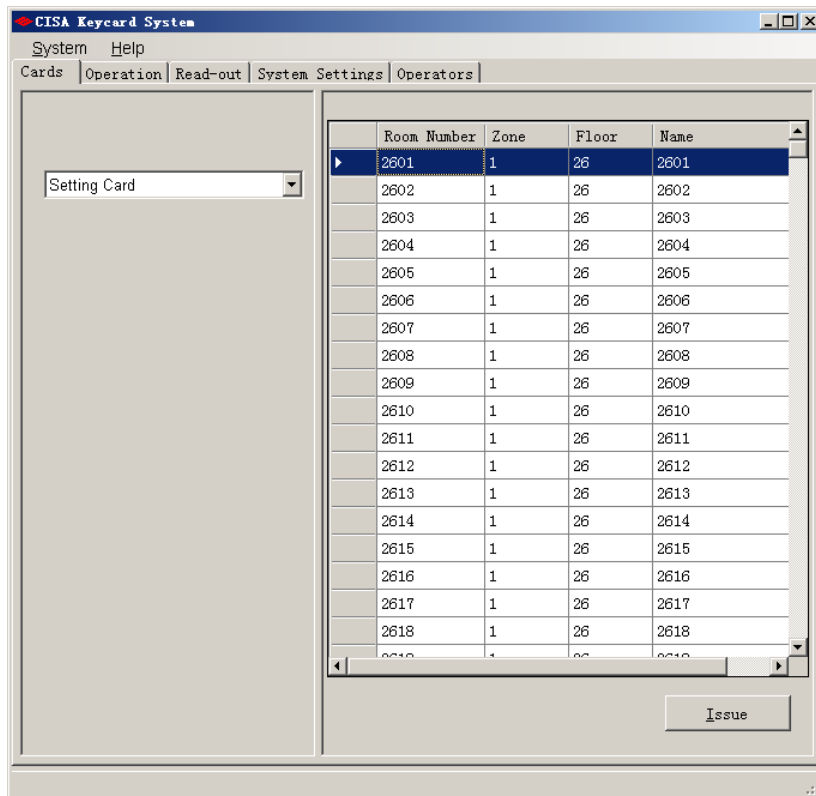 CISA Keycard System
System Help
Cards Operation Read-out System Settings Operators
Setting Card
Room Number Zone Floor Name
2601 1 26 2601
2602 1 26 2602
2603 1 26 2603
2604 1 26 2604
2605 1 26 2605
2606 1 26 2606
2607 1 26 2607
2608 1 26 2608
2609 1 26 2609
2610 1 26 2610
2611 1 26 2611
2612 1 26 2612
2613 1 26 2613
2614 1 26 2614
2615 1 26 2615
2616 1 26 2616
2617 1 26 2617
2618 1 26 2618
Issue